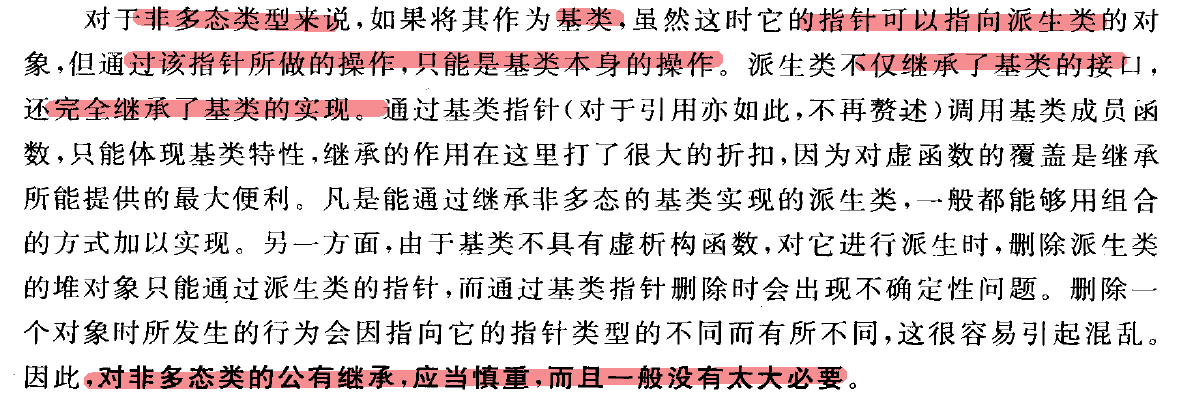 对于非多态类型来说，如果将其作为基类，虽然这时它的指针可以指向派生类的对
象，但通过该指针所做的操作，只能是基类本身的操作。派生类不仅继承了基类的接口，
还完全继承了基类的实现。通过基类指针(对于引用亦如此，不再赘述)调用基类成员函
数，只能体现基类特性，继承的作用在这里打了很大的折扣，因为对虚函数的覆盖是继承
所能提供的最大便利。凡是能通过继承非多态的基类实现的派生类，一般都能够用组合
的方式加以实现。另一方面，由于基类不具有虚析构函数，对它进行派生时，删除派生类
的堆对象只能通过派生类的指针，而通过基类指针删除时会出现不确定性问题。删除一
个对象时所发生的行为会因指向它的指针类型的不同而有所不同，这很容易引起混乱。
因此，对非多态类的公有继承，应当慎重，而且一般没有太大必要。